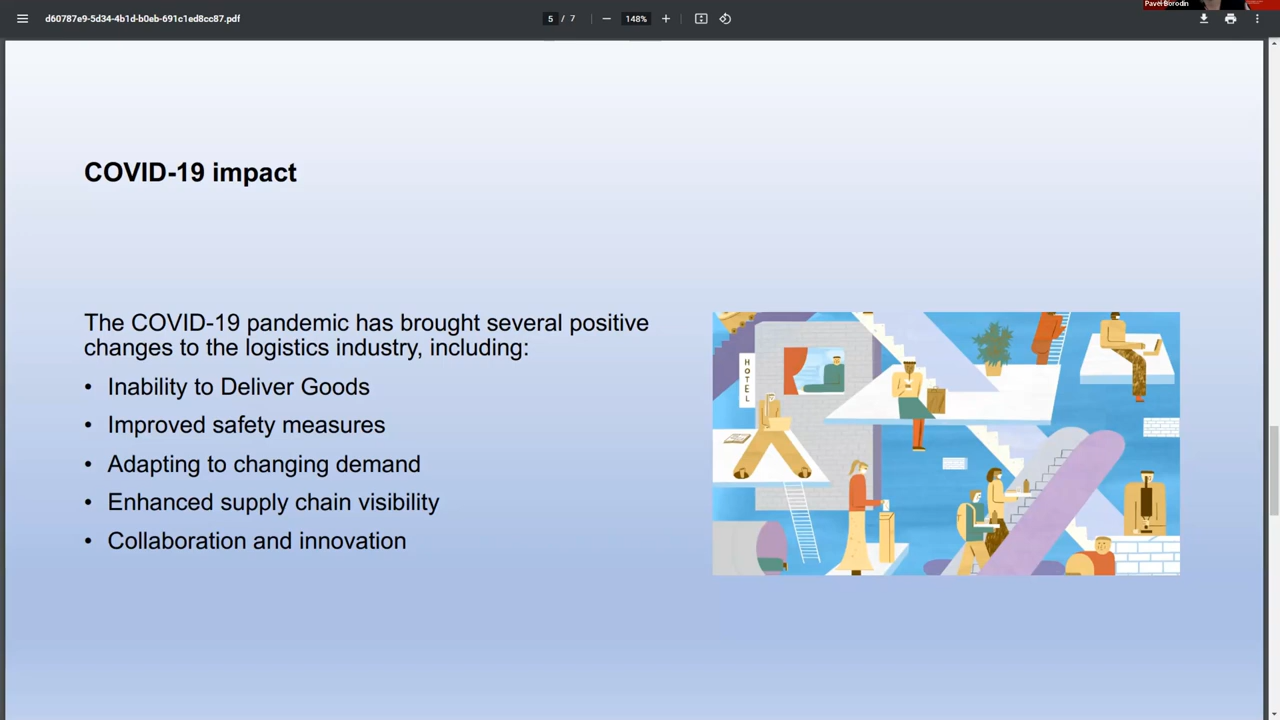 d60787e9-5d34-4b1d-b0eb-691c1ed8cc87.pdf
5 / 7
148%
Pavel Borodin
COVID-19 impact
The COVID-19 pandemic has brought several positive
changes to the logistics industry, including:
• Inability to Deliver Goods
• Improved safety measures
• Adapting to changing demand
• Enhanced supply chain visibility
• Collaboration and innovation
HOTEL